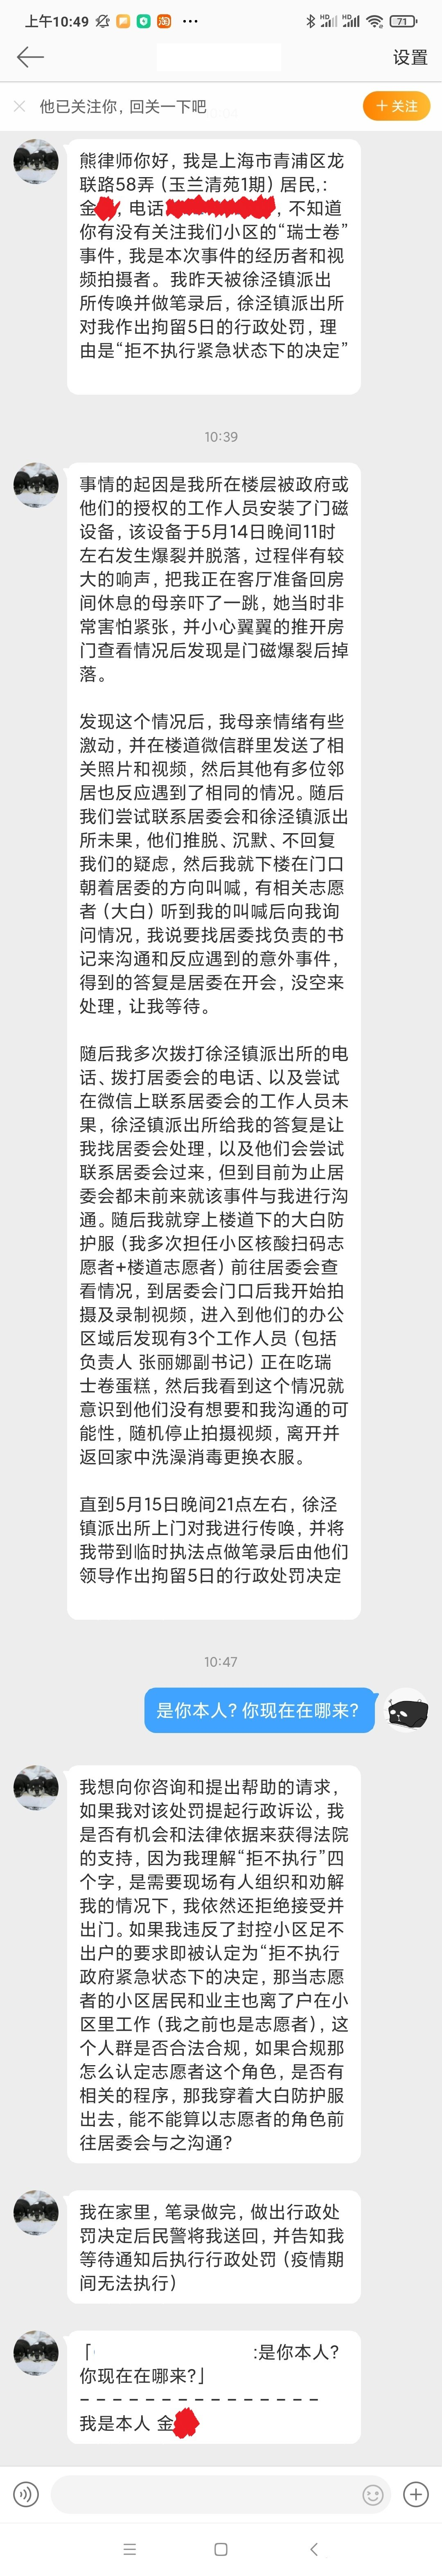 上午10:49
淘
HD
HD
71
设置
他已关注你，回关一下吧
＋关注
熊律师你好，我是上海市青浦区龙
联路58弄（玉兰清苑1期）居民，：
金，电话，不知道
你有没有关注我们小区的“瑞士卷”
事件，我是本次事件的经历者和视
频拍摄者。我昨天被徐泾镇派出
所传唤并做笔录后，徐泾镇派出所
对我作出拘留5日的行政处罚，理
由是“拒不执行紧急状态下的决定”
10:39
事情的起因是我所在楼层被政府或
他们的授权的工作人员安装了门磁
设备，该设备于5月14日晚间11时
左右发生爆裂并脱落，过程伴有较
大的响声，把我正在客厅准备回房
间休息的母亲吓了一跳，她当时非
常害怕紧张，并小心翼翼的推开房
门查看情况后发现是门磁爆裂后掉
落。
发现这个情况后，我母亲情绪有些
激动，并在楼道微信群里发送了相
关照片和视频，然后其他有多位邻
居也反应遇到了相同的情况。随后
我们尝试联系居委会和徐泾镇派出
所未果，他们推脱、沉默、不回复
我们的疑虑，然后我就下楼在门口
朝着居委的方向叫喊，有相关志愿
者（大白）听到我的叫喊后向我询
问情况，我说要找居委找负责的书
记来沟通和反应遇到的意外事件，
得到的答复是居委在开会，没空来
处理，让我等待。
随后我多次拨打徐泾镇派出所的电
话、拨打居委会的电话、以及尝试
在微信上联系居委会的工作人员未
果，徐泾镇派出所给我的答复是让
我找居委会处理，以及他们会尝试
联系居委会过来，但到目前为止居
委会都未前来就该事件与我进行沟
通。随后我就穿上楼道下的大白防
护服（我多次担任小区核酸扫码志
愿者+楼道志愿者）前往居委会查
看情况，到居委会门口后我开始拍
摄及录制视频，进入到他们的办公
区域后发现有3个工作人员（包括
负责人 张丽娜副书记）正在吃瑞
士卷蛋糕，然后我看到这个情况就
意识到他们没有想要和我沟通的可
能性，随机停止拍摄视频，离开并
返回家中洗澡消毒更换衣服。
直到5月15日晚间21点左右，徐泾
镇派出所上门对我进行传唤，并将
我带到临时执法点做笔录后由他们
领导作出拘留5日的行政处罚决定
10:47
是你本人？你现在在哪来？
我想向你咨询和提出帮助的请求，
如果我对该处罚提起行政诉讼，我
是否有机会和法律依据来获得法院
的支持，因为我理解“拒不执行”四
个字，是需要现场有人组织和劝解
我的情况下，我依然还拒绝接受并
出门。如果我违反了封控小区足不
出户的要求即被认定为“拒不执行
政府紧急状态下的决定，那当志愿
者的小区居民和业主也离了户在小
区里工作（我之前也是志愿者），这
个人群是否合法合规，如果合规那
怎么认定志愿者这个角色，是否有
相关的程序，那我穿着大白防护服
出去，能不能算以志愿者的角色前
往居委会与之沟通？
我在家里，笔录做完，做出行政处
罚决定后民警将我送回，并告知我
等待通知后执行行政处罚（疫情期
间无法执行）
「:是你本人？
你现在在哪来?」
- - - - - - - - - - - - - - -
我是本人 金